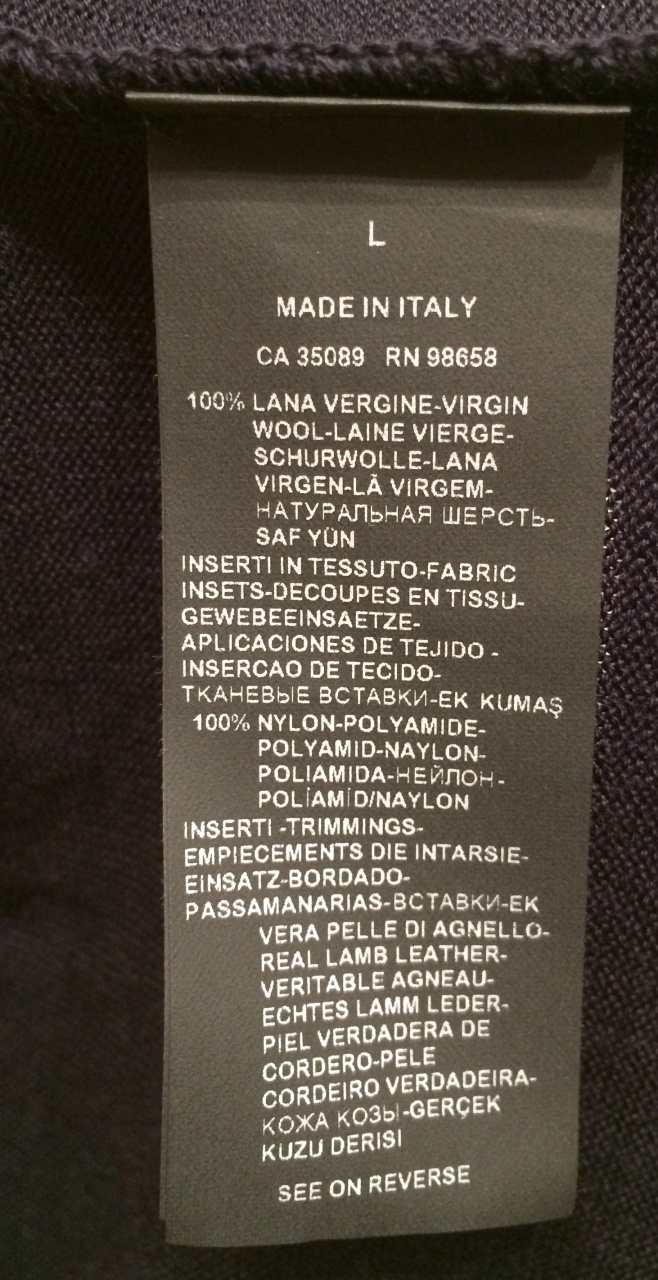 L
MADE IN ITALY
CA 35089 RN 98658
100% LANA VERGINE-VIRGIN
WOOL-LAINE VIERGE-
SCHURWOLLE-LANA
VIRGEN-LÃ VIRGEM-
НАТУРАЛЬНАЯ ШЕРСТЬ-
SAF YÜN
INSERTI IN TESSUTO-FABRIC
INSETS-DECOUPES EN TISSU-
GEWEBEEINSAETZE-
APLICACIONES DE TEJIDO -
INSERCAO DE TECIDO-
ТКАНЕВЫЕ ВСТАВКИ-EK KUMAŞ
100% NYLON-POLYAMIDE-
POLYAMID-NAYLON-
POLIAMIDA-НЕЙЛОН-
POLÍAMÍD/NAYLON
INSERTI -TRIMMINGS-
EMPIECEMENTS DIE INTARSIE-
EINSATZ-BORDADO-
PASSAMANARIAS-ВСТАВКИ-EK
VERA PELLE DI AGNELLO-
REAL LAMB LEATHER-
VERITABLE AGNEAU-
ECHTES LAMM LEDER-
PIEL VERDADERA DE
CORDERO-PELE
CORDEIRO VERDADEIRA-
КОЖА КОЗЫ-GERÇEK
KUZU DERISI
SEE ON REVERSE